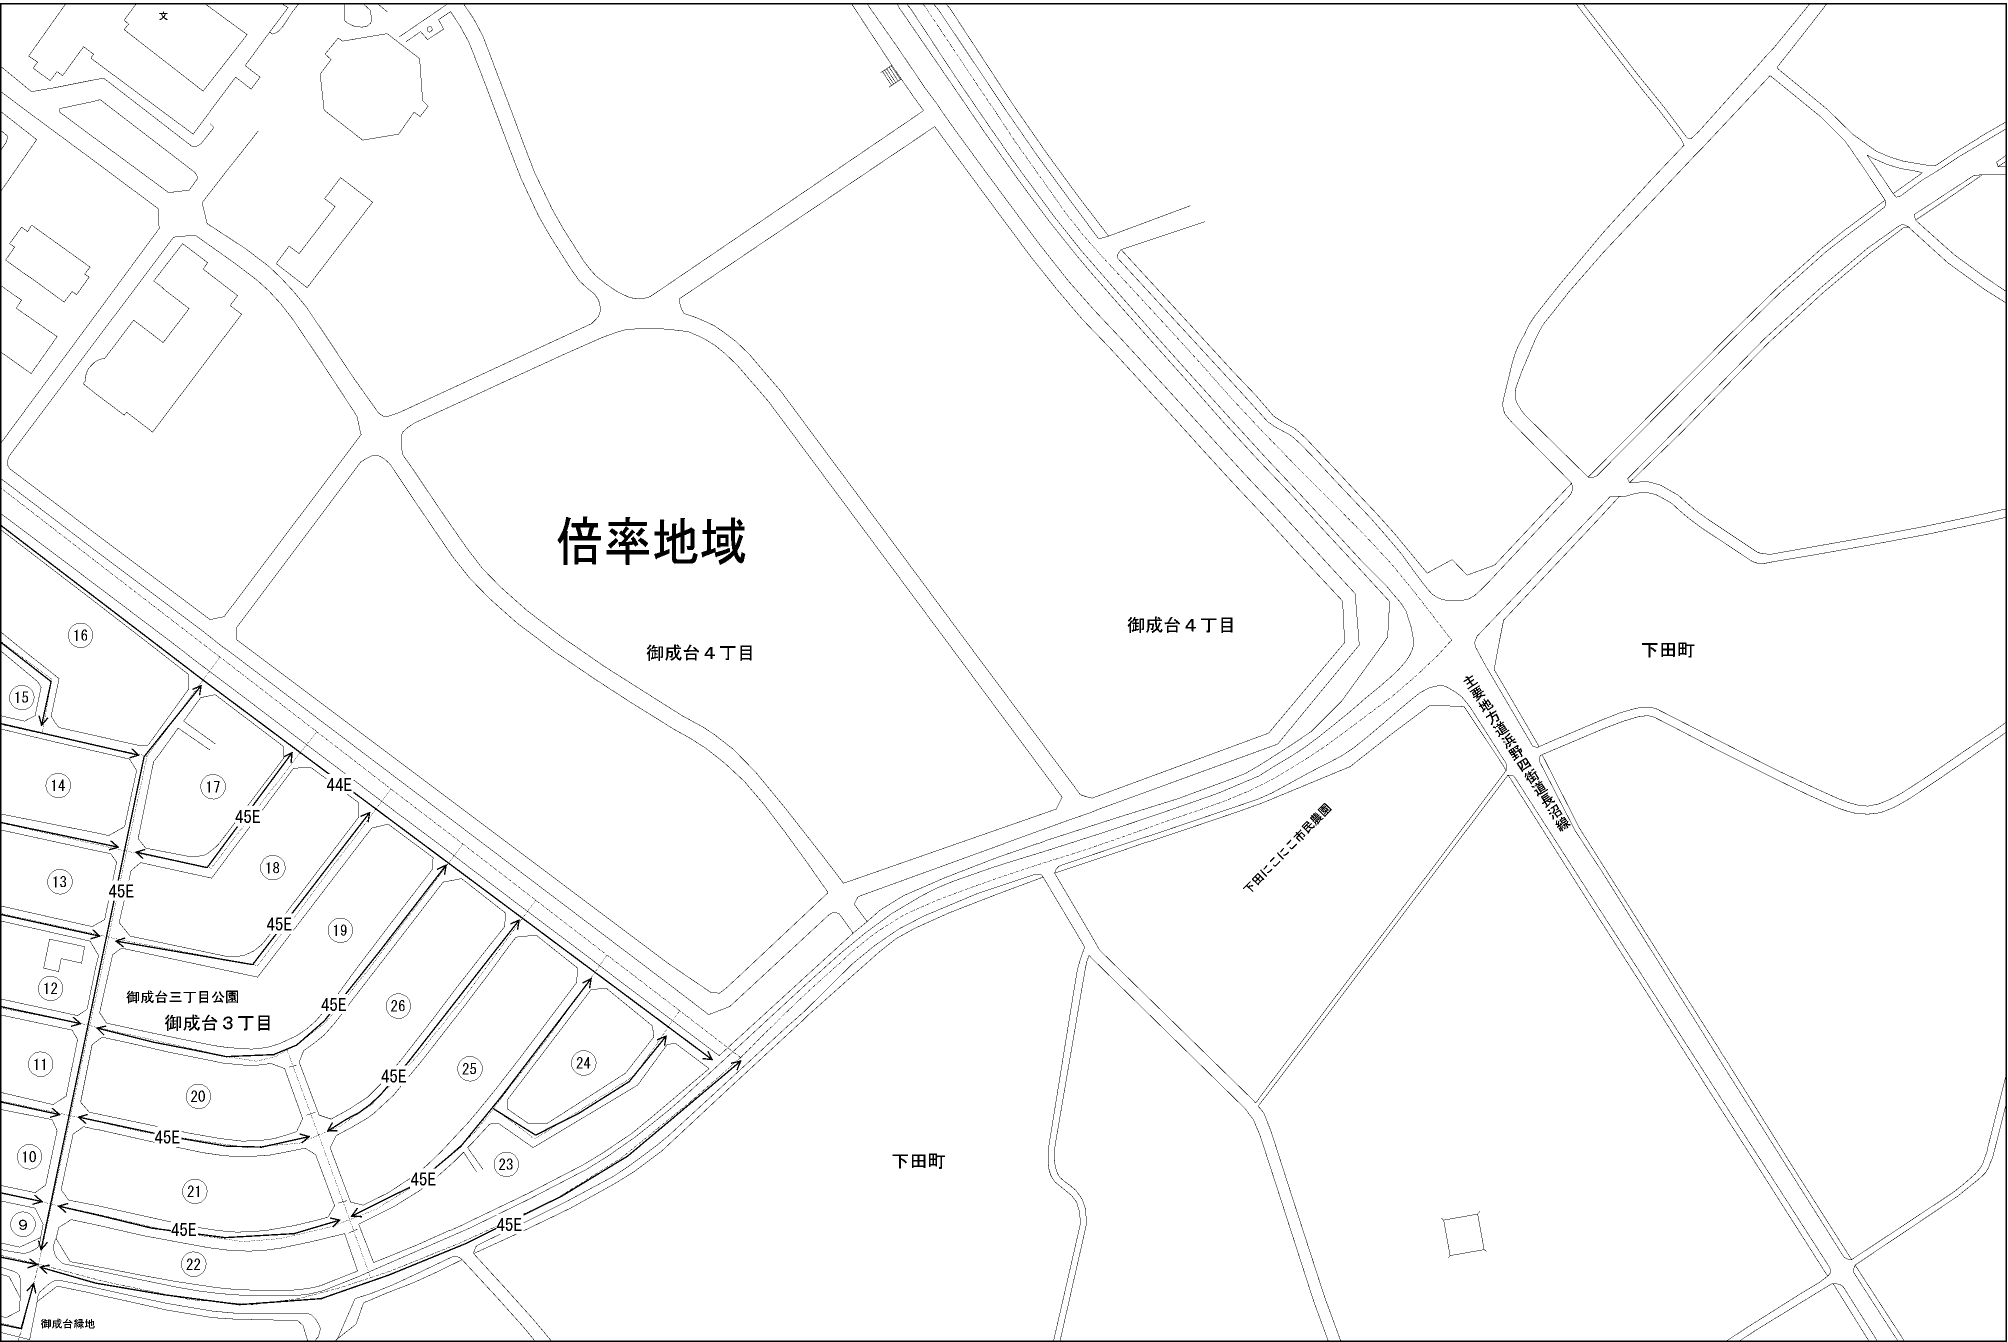 文
倍率地域
御成台４丁目
御成台４丁目
下田町
主要地方道浜野四街道長沼線
下田にこにこ市民農園
下田町
44E
45E
45E
45E
45E
45E
45E
45E
45E
45E
45E
御成台三丁目公園
御成台３丁目
御成台緑地
16
15
17
14
18
13
19
12
26
11
20
25
24
10
21
23
9
22